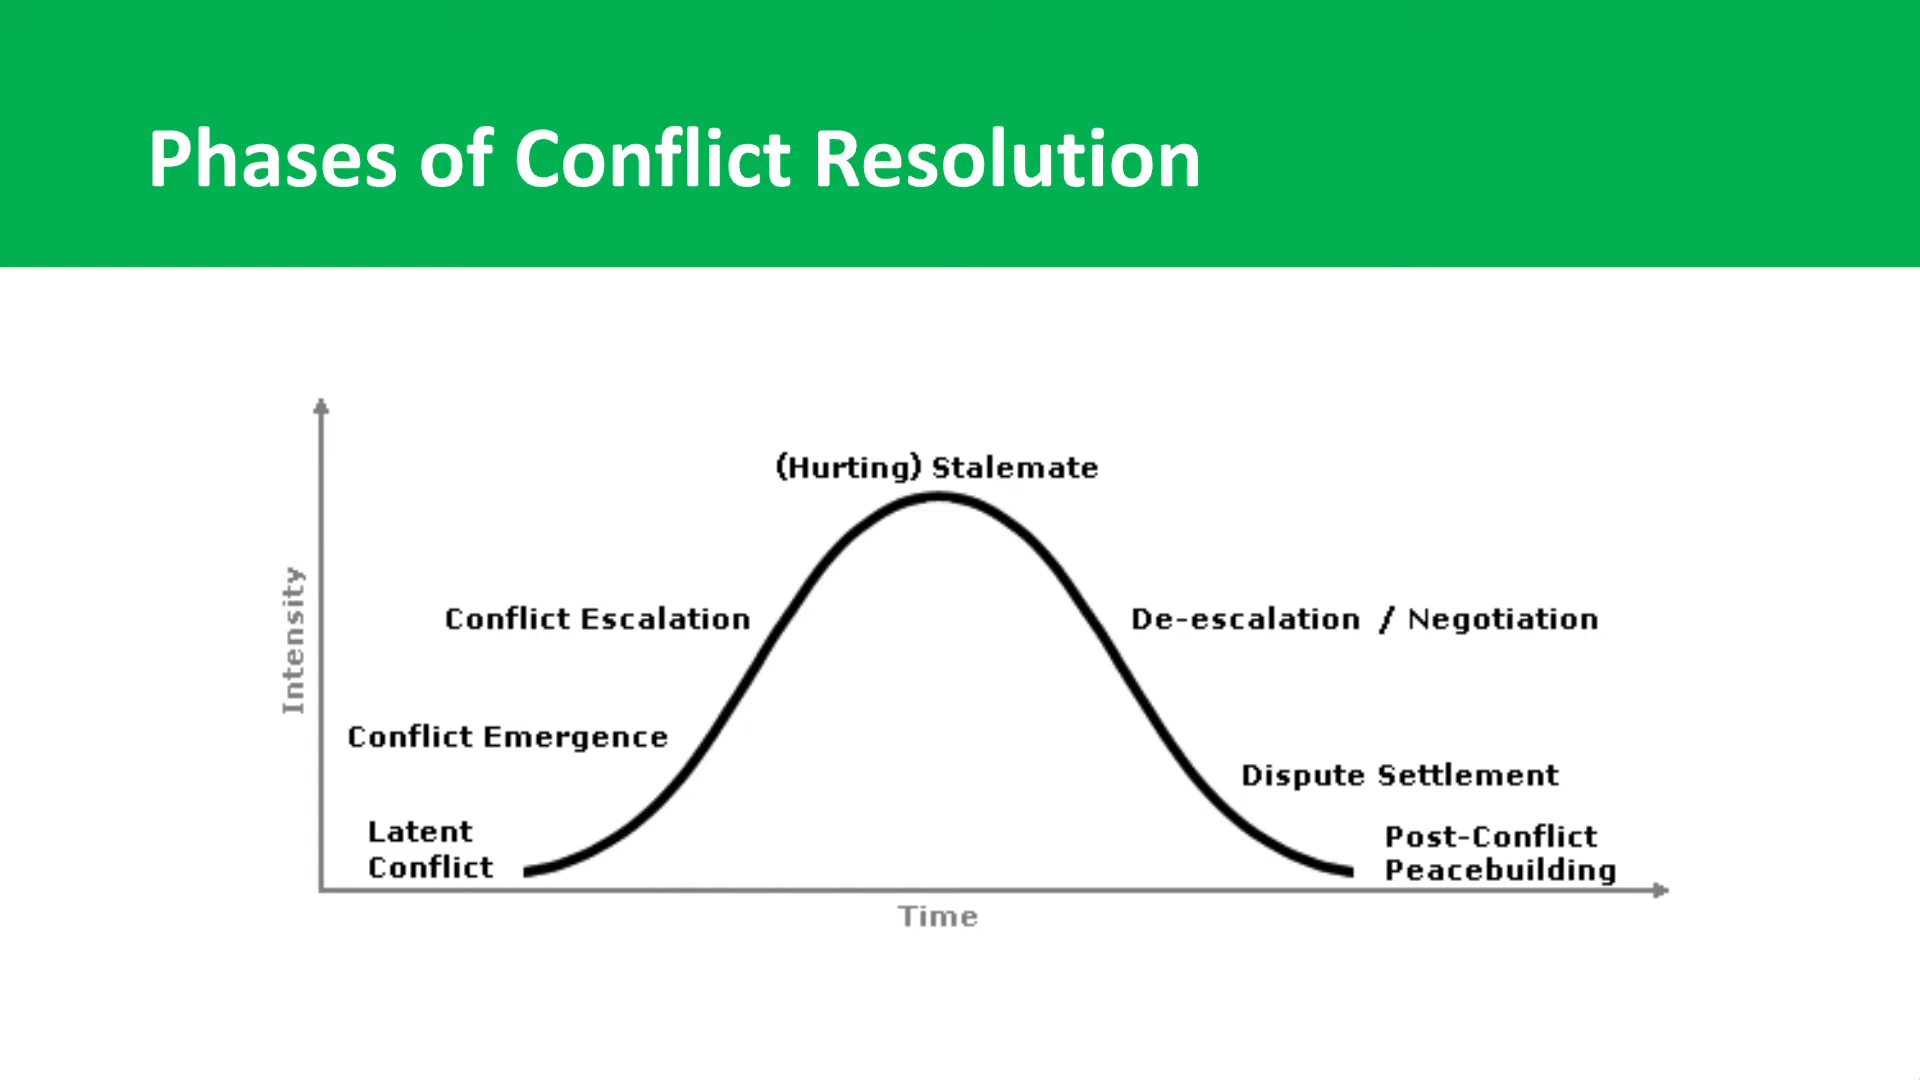 Phases of Conflict Resolution
(Hurting) Stalemate
Conflict Escalation
De-escalation / Negotiation
Intensity
Conflict Emergence
Dispute Settlement
Latent
Conflict
Post-Conflict
Peacebuilding
Time